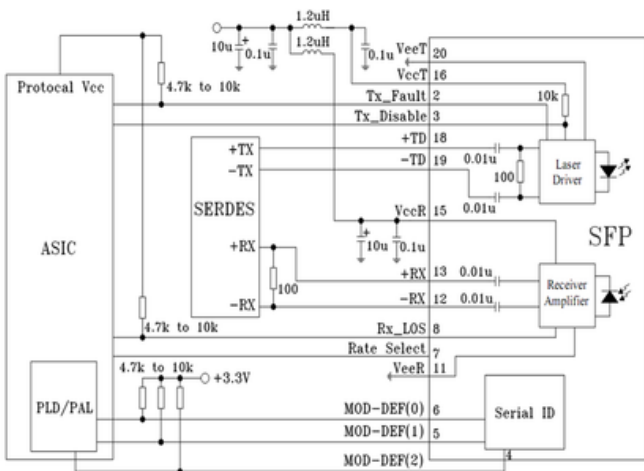 1.2uH
1.2uH
10u
+
0.1u
0.1u
VeeT 20
VccT 16
Protocal Vcc
4.7k to 10k
Tx_Fault 2
10k
Tx_Disable 3
+TX
+TD 18
-TX
-TD 19
0.01u
100
0.01u
Laser
Driver
SERDES
VccR 15
SFP
ASIC
+
10u
0.1u
+RX
100
+RX 13
0.01u
-RX
-RX 12
0.01u
Receiver
Amplifier
4.7k to 10k
Rx_LOS 8
Rate Select 7
4.7k to 10k
VeeR 11
+3.3V
PLD/PAL
MOD-DEF(0) 6
MOD-DEF(1) 5
MOD-DEF(2) 4
Serial ID